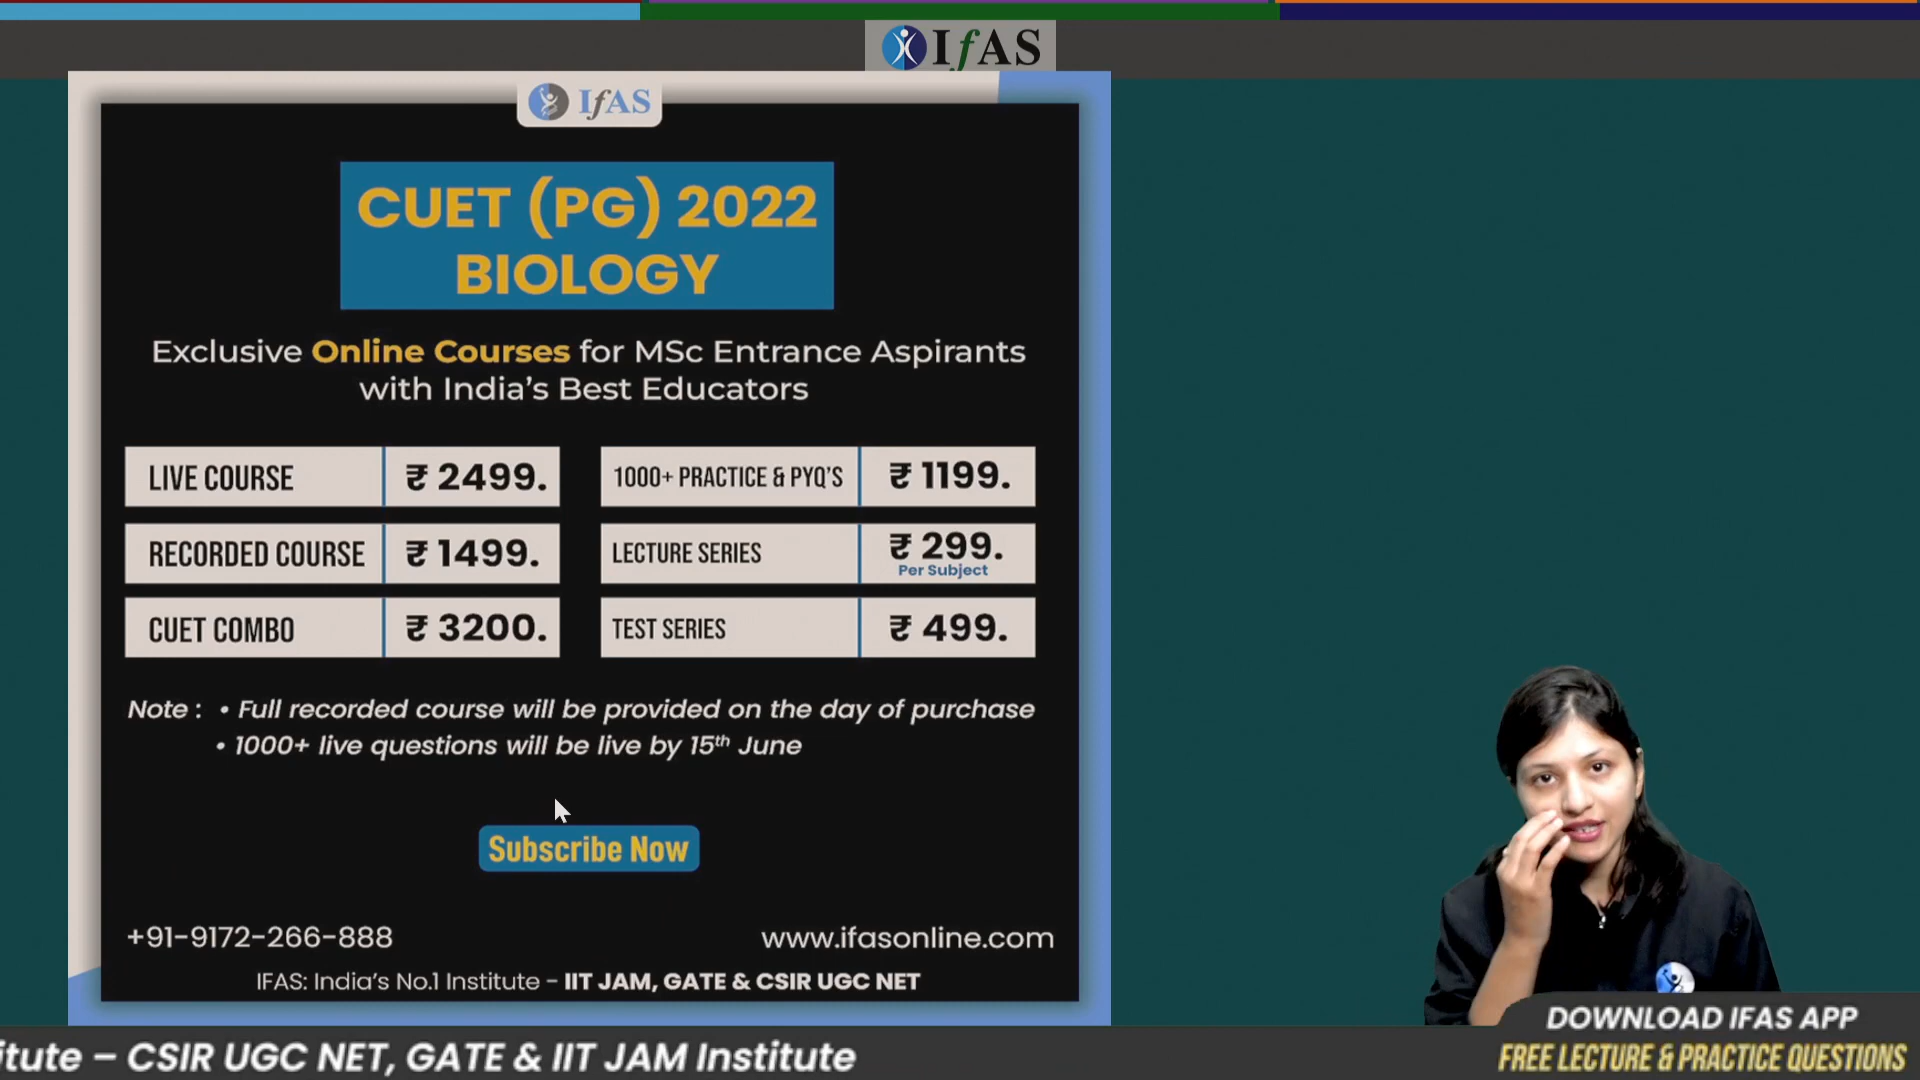 IfAS
IfAS
CUET (PG) 2022
BIOLOGY
Exclusive Online Courses for MSc Entrance Aspirants
with India's Best Educators
LIVE COURSE ₹ 2499.
1000+ PRACTICE & PYQ'S ₹ 1199.
RECORDED COURSE ₹ 1499.
LECTURE SERIES ₹ 299.
Per Subject
CUET COMBO ₹ 3200.
TEST SERIES ₹ 499.
Note : • Full recorded course will be provided on the day of purchase
• 1000+ live questions will be live by 15th June
Subscribe Now
+91-9172-266-888
www.ifasonline.com
IFAS: India's No.1 Institute - IIT JAM, GATE & CSIR UGC NET
itute – CSIR UGC NET, GATE & IIT JAM Institute
DOWNLOAD IFAS APP
FREE LECTURE & PRACTICE QUESTIONS